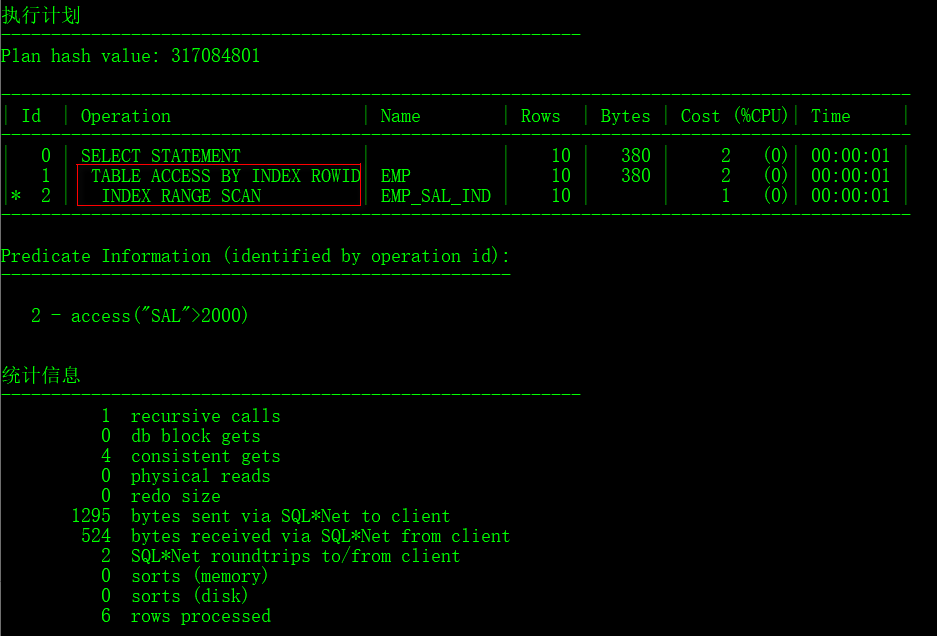 执行计划
----------------------------------------------------------
Plan hash value: 317084801

-------------------------------------------------------------------------------------------
| Id  | Operation                   | Name        | Rows  | Bytes | Cost (%CPU)| Time     |
-------------------------------------------------------------------------------------------
|   0 | SELECT STATEMENT            |             |    10 |   380 |     2   (0)| 00:00:01 |
|   1 |  TABLE ACCESS BY INDEX ROWID| EMP         |    10 |   380 |     2   (0)| 00:00:01 |
|*  2 |   INDEX RANGE SCAN          | EMP_SAL_IND |    10 |       |     1   (0)| 00:00:01 |
-------------------------------------------------------------------------------------------

Predicate Information (identified by operation id):
---------------------------------------------------

   2 - access("SAL">2000)

统计信息
----------------------------------------------------------
          1  recursive calls
          0  db block gets
          4  consistent gets
          0  physical reads
          0  redo size
       1295  bytes sent via SQL*Net to client
        524  bytes received via SQL*Net from client
          2  SQL*Net roundtrips to/from client
          0  sorts (memory)
          0  sorts (disk)
          6  rows processed